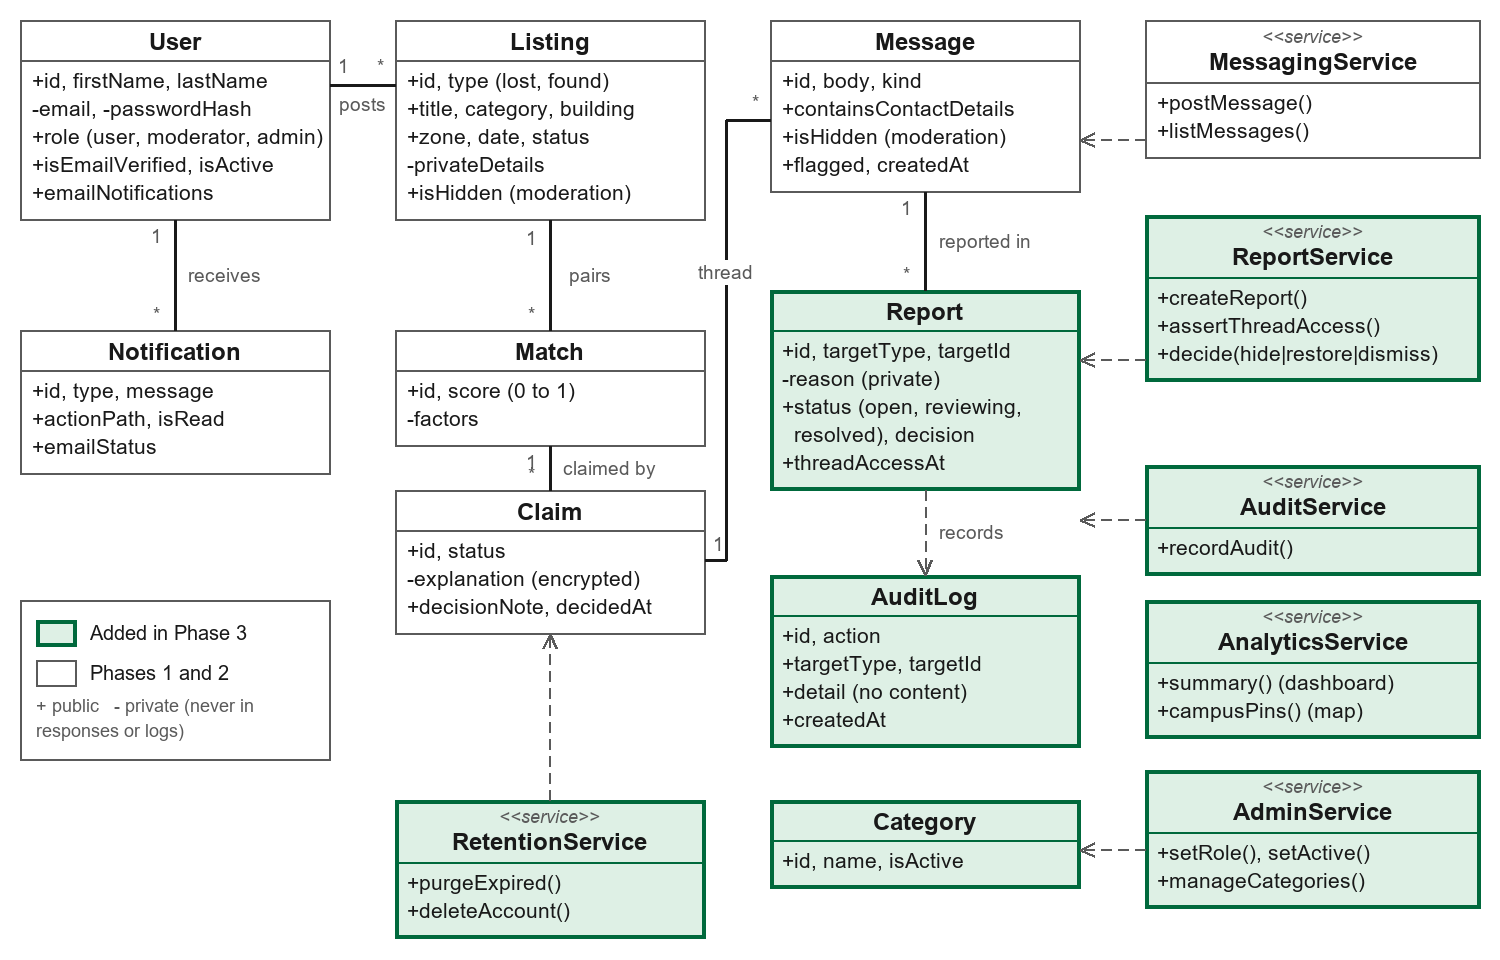 User
+id, firstName, lastName
-email, -passwordHash
+role (user, moderator, admin)
+isEmailVerified, isActive
+emailNotifications
1
*
posts
Listing
+id, type (lost, found)
+title, category, building
+zone, date, status
-privateDetails
+isHidden (moderation)
Message
+id, body, kind
+containsContactDetails
+isHidden (moderation)
+flagged, createdAt
<<service>>
MessagingService
+postMessage()
+listMessages()
1
receives
*
1
pairs
*
*
thread
1
1
reported in
*
<<service>>
ReportService
+createReport()
+assertThreadAccess()
+decide(hide|restore|dismiss)
Notification
+id, type, message
+actionPath, isRead
+emailStatus
Match
+id, score (0 to 1)
-factors
1
*
claimed by
Report
+id, targetType, targetId
-reason (private)
+status (open, reviewing,
resolved), decision
+threadAccessAt
<<service>>
AuditService
+recordAudit()
Claim
+id, status
-explanation (encrypted)
+decisionNote, decidedAt
records
AuditLog
+id, action
+targetType, targetId
+detail (no content)
+createdAt
<<service>>
AnalyticsService
+summary() (dashboard)
+campusPins() (map)
Added in Phase 3
Phases 1 and 2
+ public - private (never in
responses or logs)
<<service>>
RetentionService
+purgeExpired()
+deleteAccount()
Category
+id, name, isActive
<<service>>
AdminService
+setRole(), setActive()
+manageCategories()